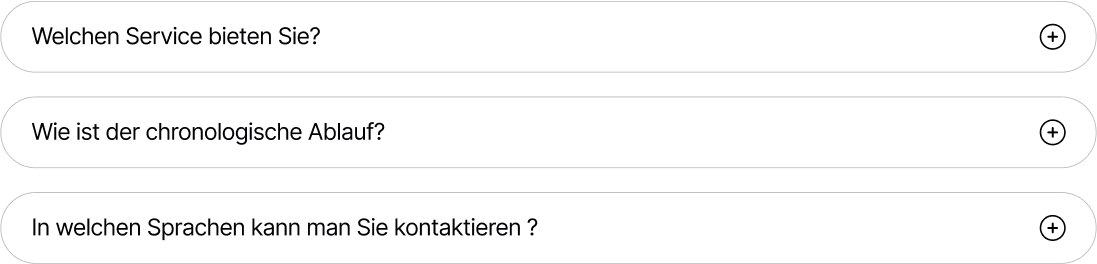 Welchen Service bieten Sie?
Wie ist der chronologische Ablauf?
In welchen Sprachen kann man Sie kontaktieren ?